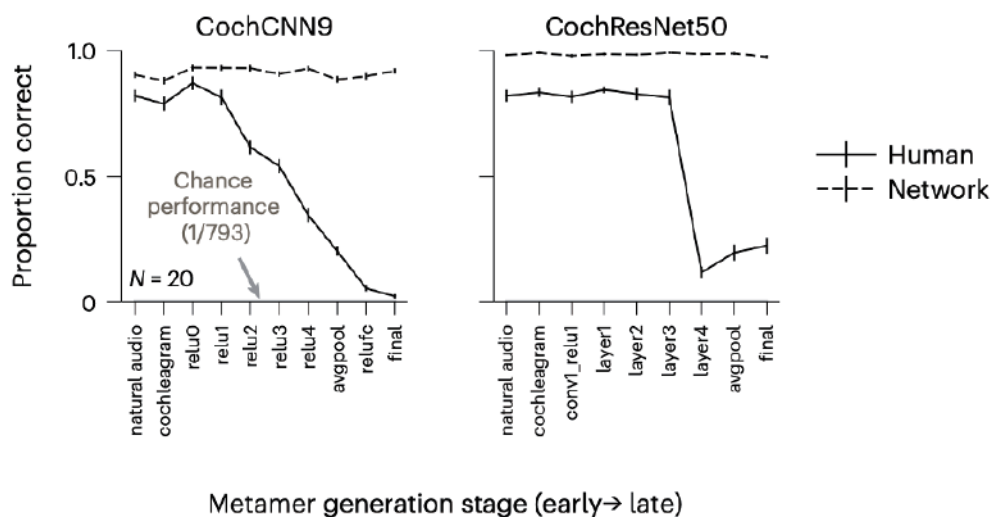 CochCNN9
CochResNet50
Proportion correct
1.0
0.5
0
Chance
performance
(1/793)
N = 20
natural audio
cochleagram
relu0
relu1
relu2
relu3
relu4
avgpool
relufc
final
natural audio
cochleagram
conv1_relu1
layer1
layer2
layer3
layer4
avgpool
final
Human
Network
Metamer generation stage (early→ late)